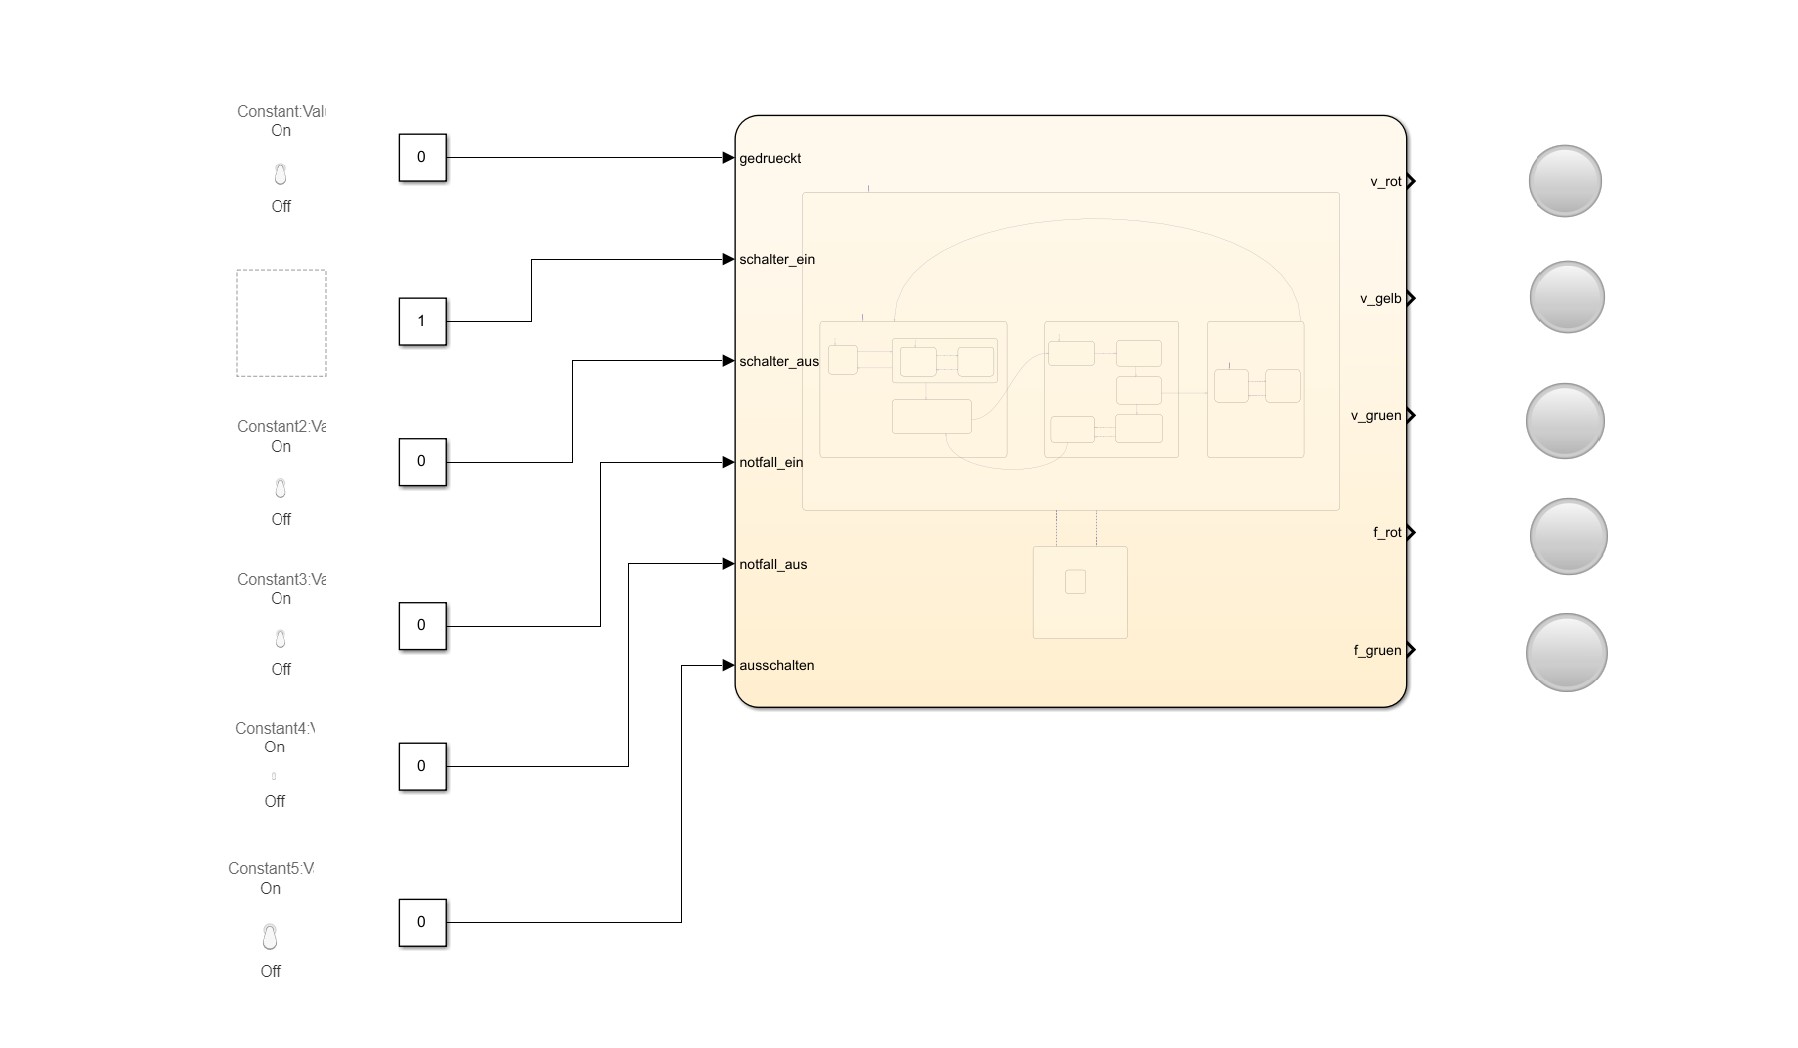 Constant:Val
On
Off
0
1
Constant2:Va
On
Off
0
Constant3:Va
On
Off
0
Constant4:V
On
Off
0
Constant5:V
On
Off
0
gedrueckt
schalter_ein
schalter_aus
notfall_ein
notfall_aus
ausschalten
v_rot
v_gelb
v_gruen
f_rot
f_gruen